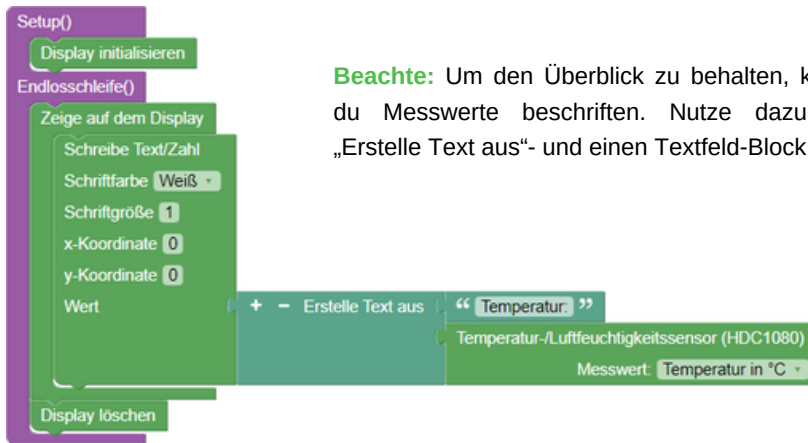 Setup()
Display initialisieren
Endlosschleife()
Zeige auf dem Display
Schreibe Text/Zahl
Schriftfarbe Weiß
Schriftgröße 1
x-Koordinate 0
y-Koordinate 0
Wert + - Erstelle Text aus “ Temperatur: ”
Temperatur-/Luftfeuchtigkeitssensor (HDC1080)
Messwert: Temperatur in °C
Display löschen
Beachte: Um den Überblick zu behalten,
du Messwerte beschriften. Nutze
„Erstelle Text aus“- und einen Textfeld-Block